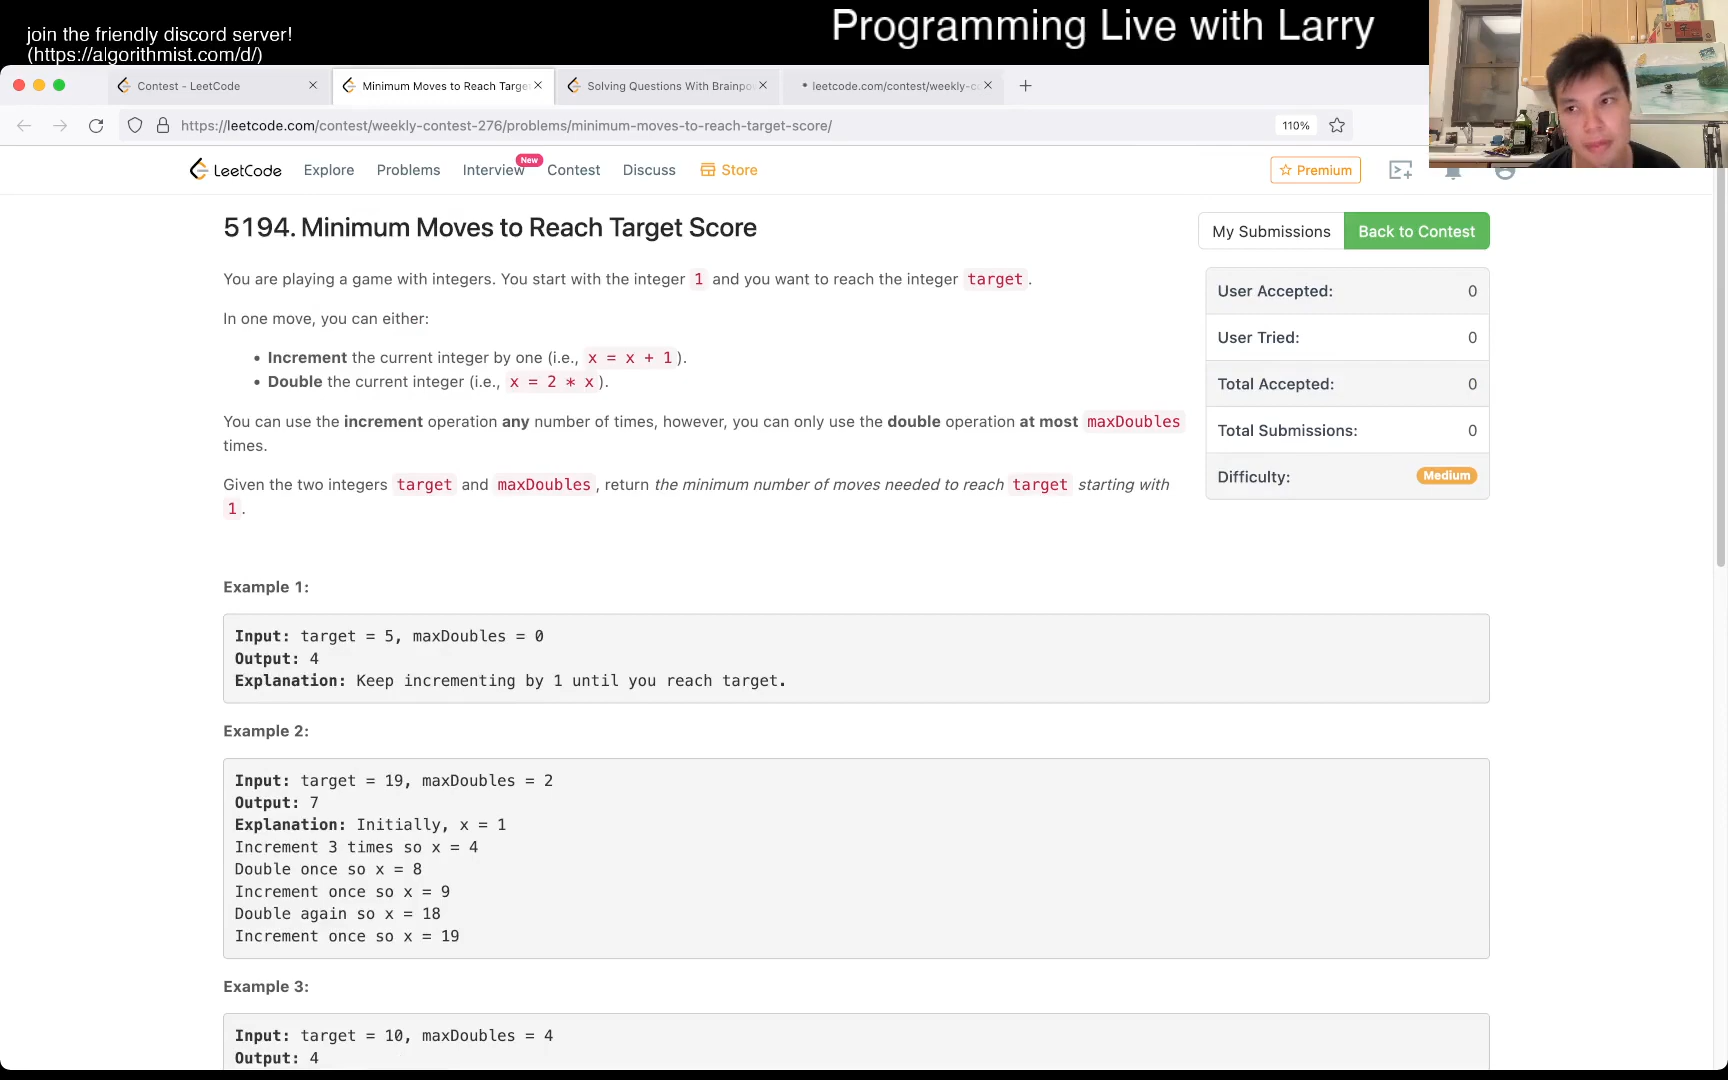 join the friendly discord server!
(https://algorithmist.com/d/)
Programming Live with Larry
Contest - LeetCode
Minimum Moves to Reach Targe
Solving Questions With Brainpo
leetcode.com/contest/weekly-c
https://leetcode.com/contest/weekly-contest-276/problems/minimum-moves-to-reach-target-score/
110%
LeetCode
Explore
Problems
Interview
New
Contest
Discuss
Store
Premium
5194. Minimum Moves to Reach Target Score
My Submissions
Back to Contest
You are playing a game with integers. You start with the integer 1 and you want to reach the integer target.
In one move, you can either:
• Increment the current integer by one (i.e., x = x + 1).
• Double the current integer (i.e., x = 2 * x).
You can use the increment operation any number of times, however, you can only use the double operation at most maxDoubles
times.
Given the two integers target and maxDoubles, return the minimum number of moves needed to reach target starting with
1.
User Accepted: 0
User Tried: 0
Total Accepted: 0
Total Submissions: 0
Difficulty: Medium
Example 1:
Input: target = 5, maxDoubles = 0
Output: 4
Explanation: Keep incrementing by 1 until you reach target.
Example 2:
Input: target = 19, maxDoubles = 2
Output: 7
Explanation: Initially, x = 1
Increment 3 times so x = 4
Double once so x = 8
Increment once so x = 9
Double again so x = 18
Increment once so x = 19
Example 3:
Input: target = 10, maxDoubles = 4
Output: 4